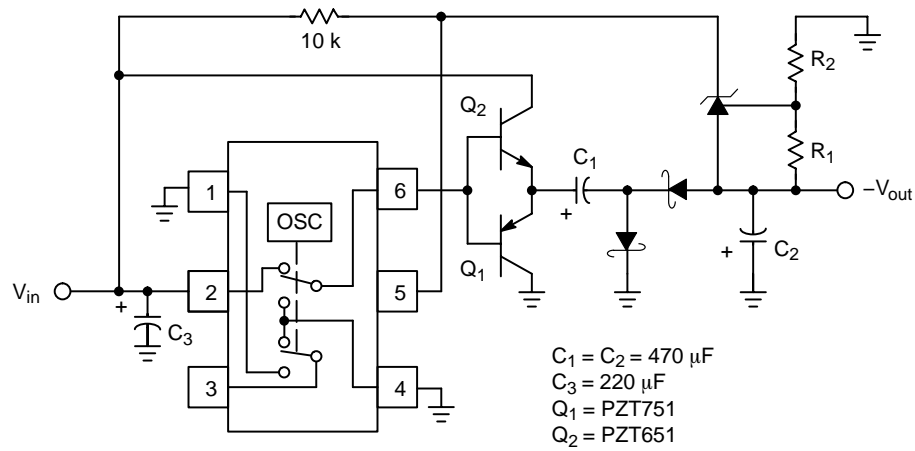 10 k
R2
Q2
R1
C1
+
1
6
OSC
−Vout
Q1
+
C2
Vin
2
5
+
C3
3
4
C1 = C2 = 470 μF
C3 = 220 μF
Q1 = PZT751
Q2 = PZT651